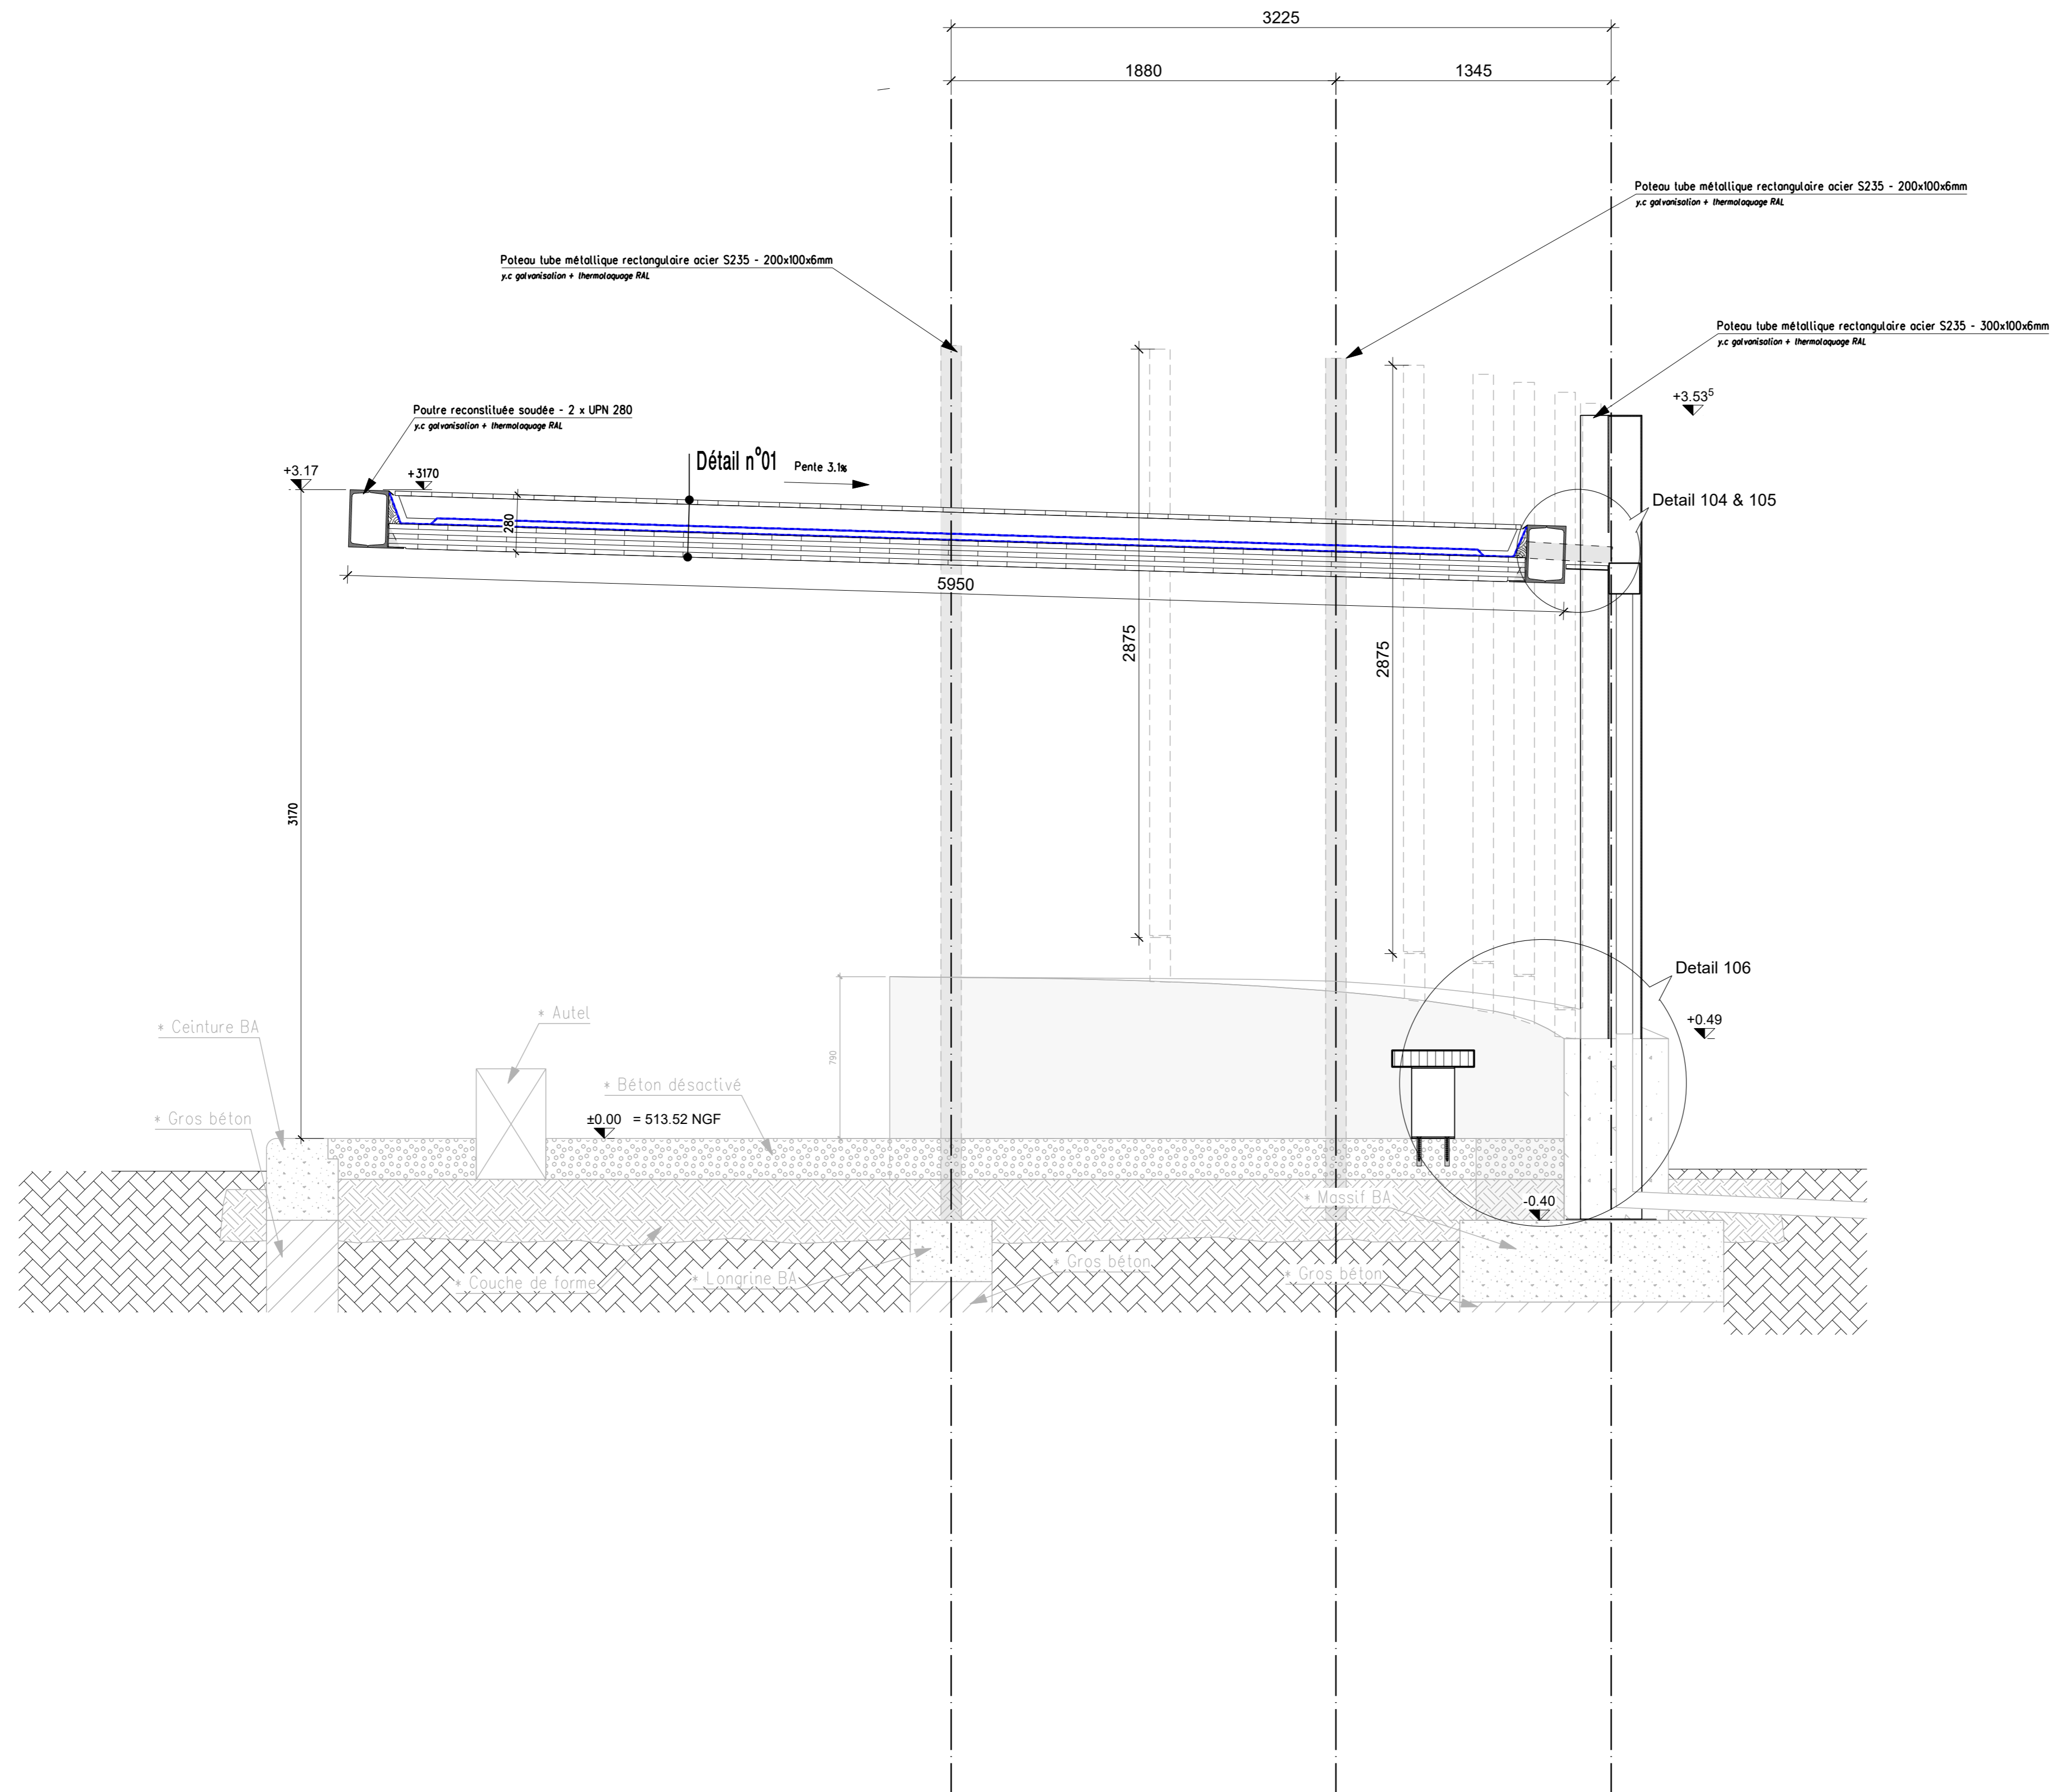 3225
1880
1345
Poteau tube métallique rectangulaire acier S235 - 200x100x6mm
y.c galvanisation + thermolaquage RAL
Poteau tube métallique rectangulaire acier S235 - 200x100x6mm
y.c galvanisation + thermolaquage RAL
Poteau tube métallique rectangulaire acier S235 - 300x100x6mm
y.c galvanisation + thermolaquage RAL
+3.53⁵
Poutre reconstituée soudée - 2 x UPN 280
y.c galvanisation + thermolaquage RAL
Détail n°01
Pente 3.1%
+3.17
+3170
Detail 104 & 105
280
5950
2875
2875
3170
Detail 106
* Autel
* Ceinture BA
+0.49
790
* Béton désactivé
* Gros béton
±0.00 = 513.52 NGF
* Massif BA
-0.40
* Gros béton
* Couche de forme
* Longrine BA
* Gros béton